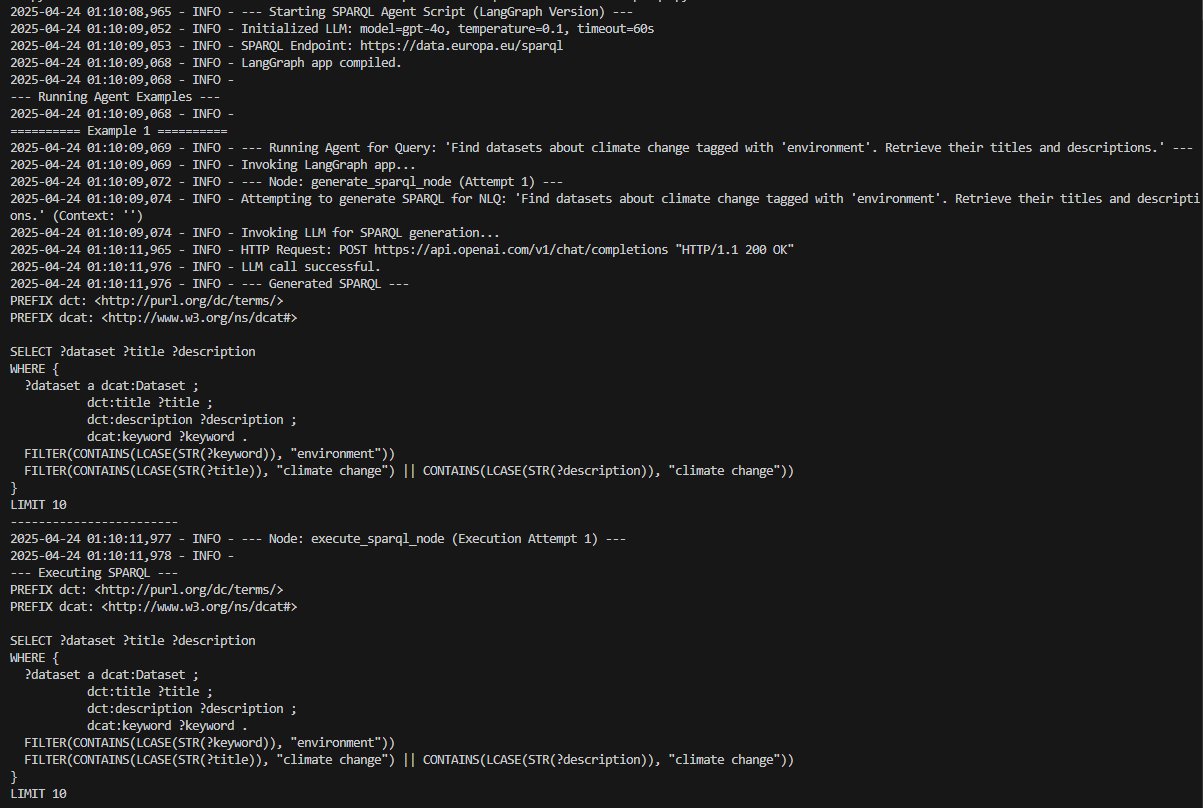 2025-04-24 01:10:08,965 - INFO - --- Starting SPARQL Agent Script (LangGraph Version) ---
2025-04-24 01:10:09,052 - INFO - Initialized LLM: model=gpt-4o, temperature=0.1, timeout=60s
2025-04-24 01:10:09,053 - INFO - SPARQL Endpoint: https://data.europa.eu/sparql
2025-04-24 01:10:09,068 - INFO - LangGraph app compiled.
2025-04-24 01:10:09,068 - INFO -
--- Running Agent Examples ---
2025-04-24 01:10:09,068 - INFO -
========== Example 1 ==========
2025-04-24 01:10:09,069 - INFO - --- Running Agent for Query: 'Find datasets about climate change tagged with 'environment'. Retrieve their titles and descriptions.' ---
2025-04-24 01:10:09,069 - INFO - Invoking LangGraph app...
2025-04-24 01:10:09,072 - INFO - --- Node: generate_sparql_node (Attempt 1) ---
2025-04-24 01:10:09,074 - INFO - Attempting to generate SPARQL for NLQ: 'Find datasets about climate change tagged with 'environment'. Retrieve their titles and descripti
ons.' (Context: '')
2025-04-24 01:10:09,074 - INFO - Invoking LLM for SPARQL generation...
2025-04-24 01:10:11,965 - INFO - HTTP Request: POST https://api.openai.com/v1/chat/completions "HTTP/1.1 200 OK"
2025-04-24 01:10:11,976 - INFO - LLM call successful.
2025-04-24 01:10:11,976 - INFO - --- Generated SPARQL ---
PREFIX dct: <http://purl.org/dc/terms/>
PREFIX dcat: <http://www.w3.org/ns/dcat#>

SELECT ?dataset ?title ?description
WHERE {
  ?dataset a dcat:Dataset ;
           dct:title ?title ;
           dct:description ?description ;
           dcat:keyword ?keyword .
  FILTER(CONTAINS(LCASE(STR(?keyword)), "environment"))
  FILTER(CONTAINS(LCASE(STR(?title)), "climate change") || CONTAINS(LCASE(STR(?description)), "climate change"))
}
LIMIT 10
------------------------
2025-04-24 01:10:11,977 - INFO - --- Node: execute_sparql_node (Execution Attempt 1) ---
2025-04-24 01:10:11,978 - INFO -
--- Executing SPARQL ---
PREFIX dct: <http://purl.org/dc/terms/>
PREFIX dcat: <http://www.w3.org/ns/dcat#>

SELECT ?dataset ?title ?description
WHERE {
  ?dataset a dcat:Dataset ;
           dct:title ?title ;
           dct:description ?description ;
           dcat:keyword ?keyword .
  FILTER(CONTAINS(LCASE(STR(?keyword)), "environment"))
  FILTER(CONTAINS(LCASE(STR(?title)), "climate change") || CONTAINS(LCASE(STR(?description)), "climate change"))
}
LIMIT 10